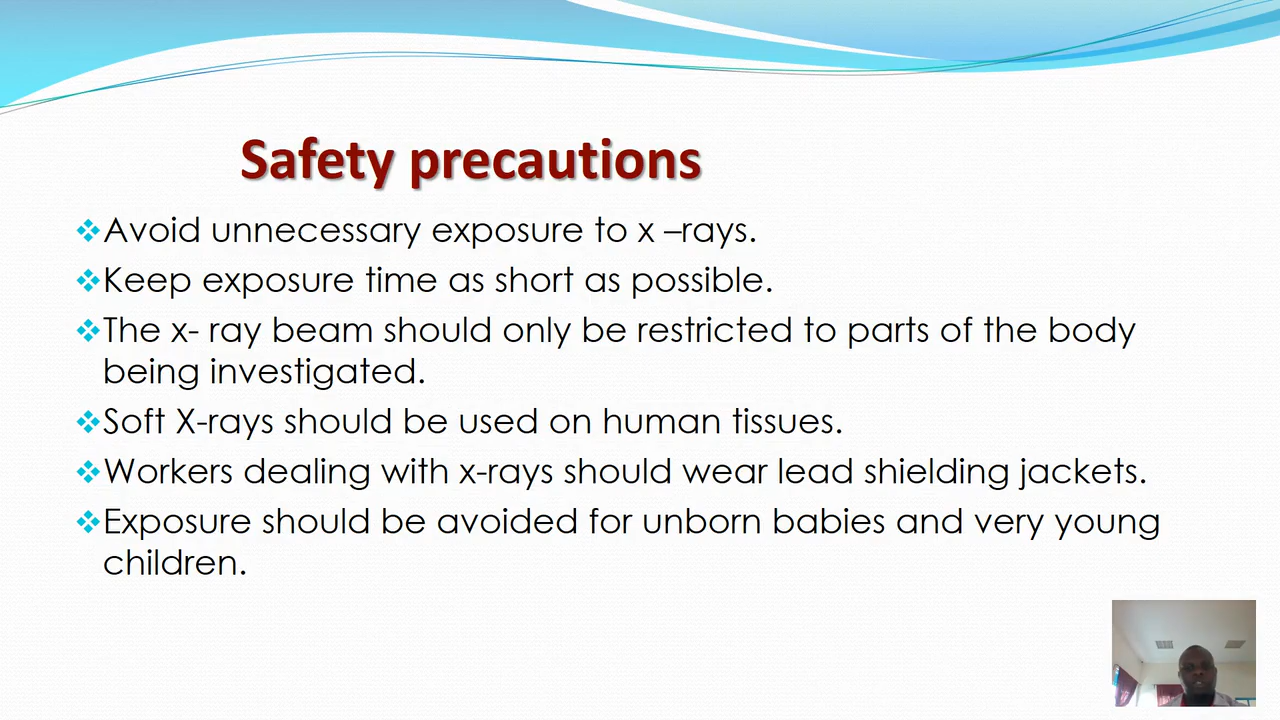 Safety precautions
Avoid unnecessary exposure to x –rays.
Keep exposure time as short as possible.
The x- ray beam should only be restricted to parts of the body
being investigated.
Soft X-rays should be used on human tissues.
Workers dealing with x-rays should wear lead shielding jackets.
Exposure should be avoided for unborn babies and very young
children.